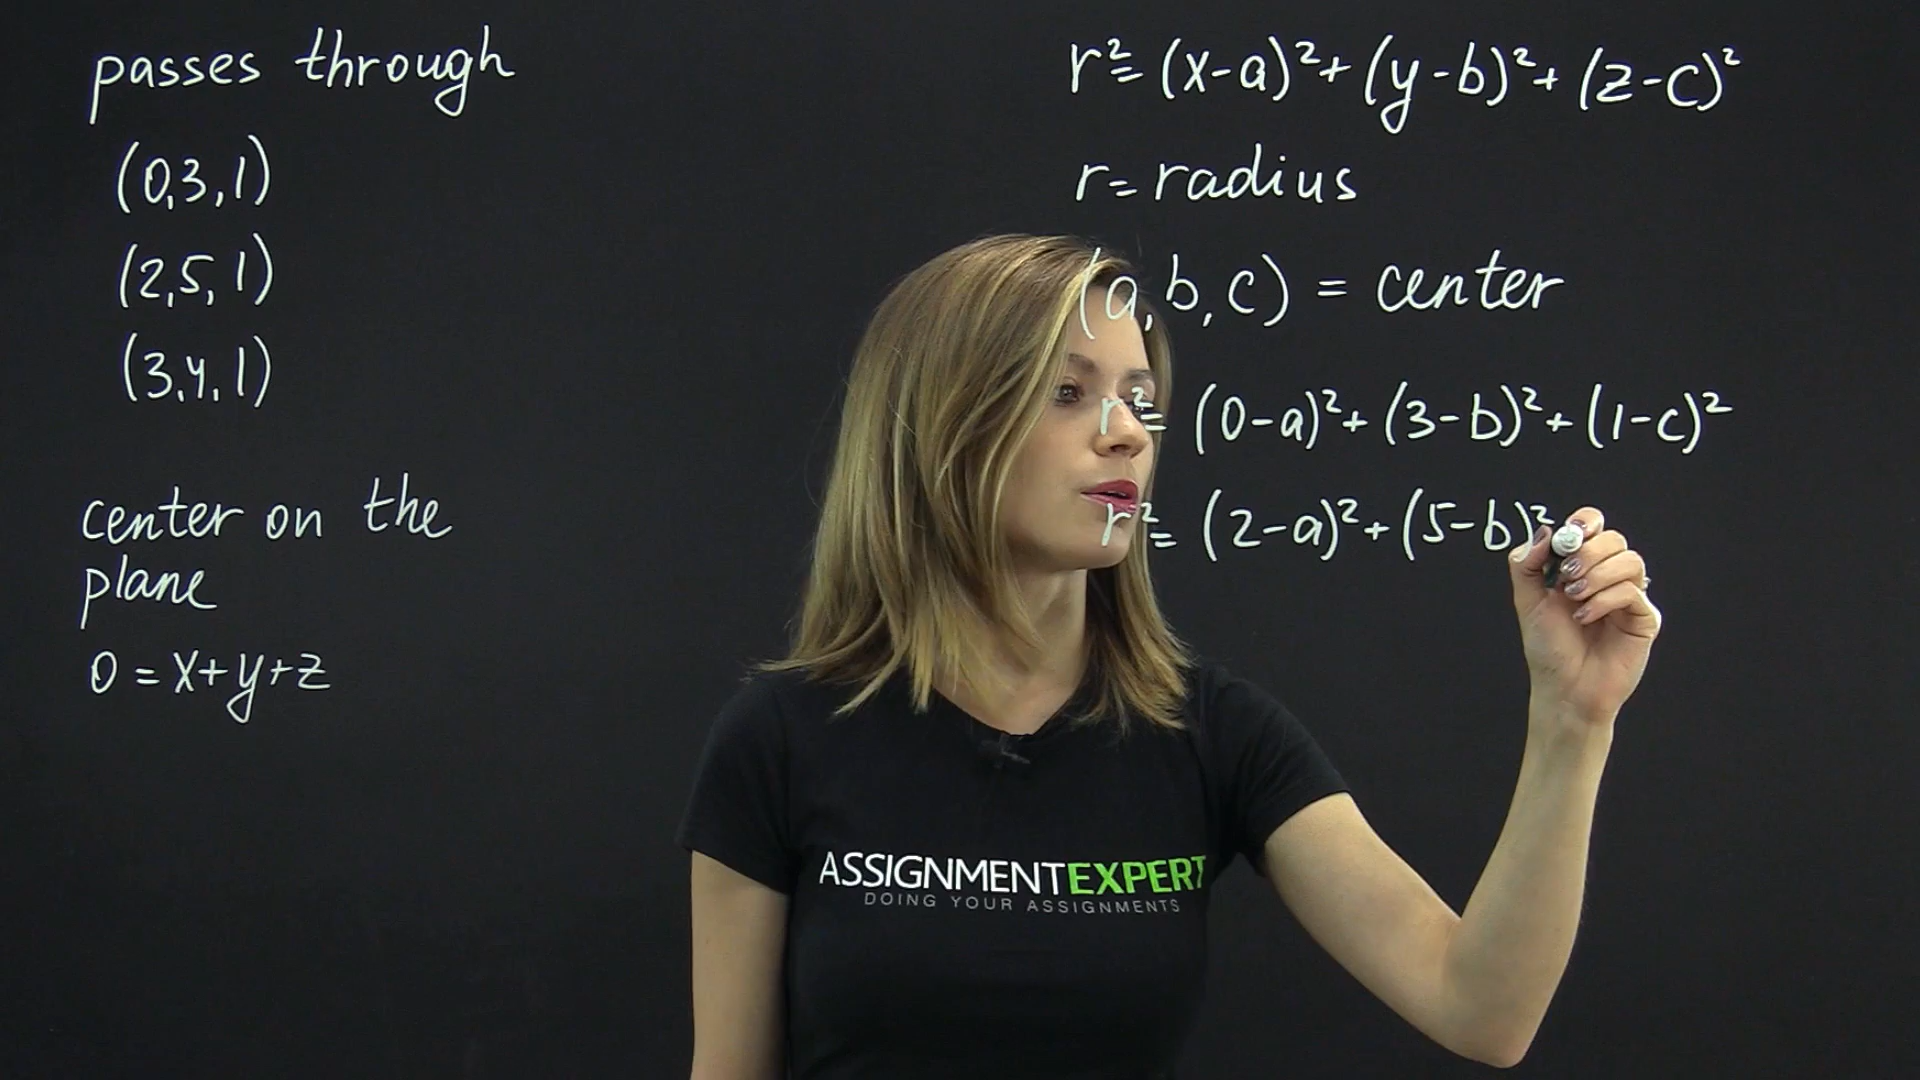 passes through
(0,3,1)
(2,5,1)
(3,4,1)
center on the
plane
0 = x+y+z
r² = (x-a)²+(y-b)²+(z-c)²
r = radius
(a,b,c) = center
r² = (0-a)²+(3-b)²+(1-c)²
r² = (2-a)²+(5-b)²
ASSIGNMENTEXPERT
DOING YOUR ASSIGNMENTS